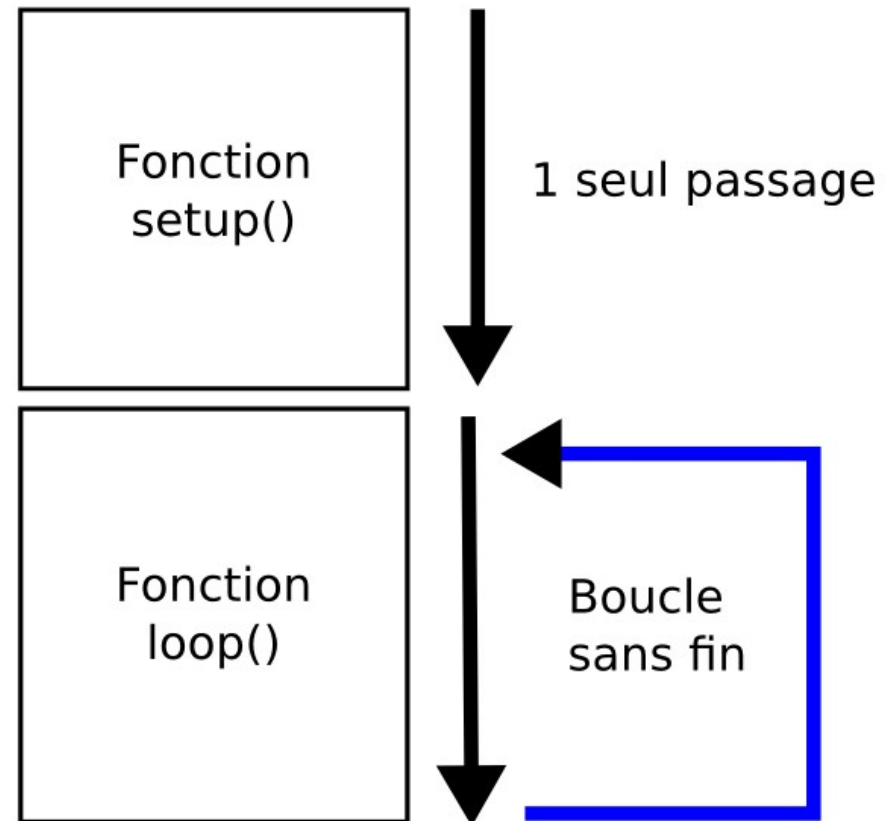 Fonction
setup()
1 seul passage
Fonction
loop()
Boucle
sans fin